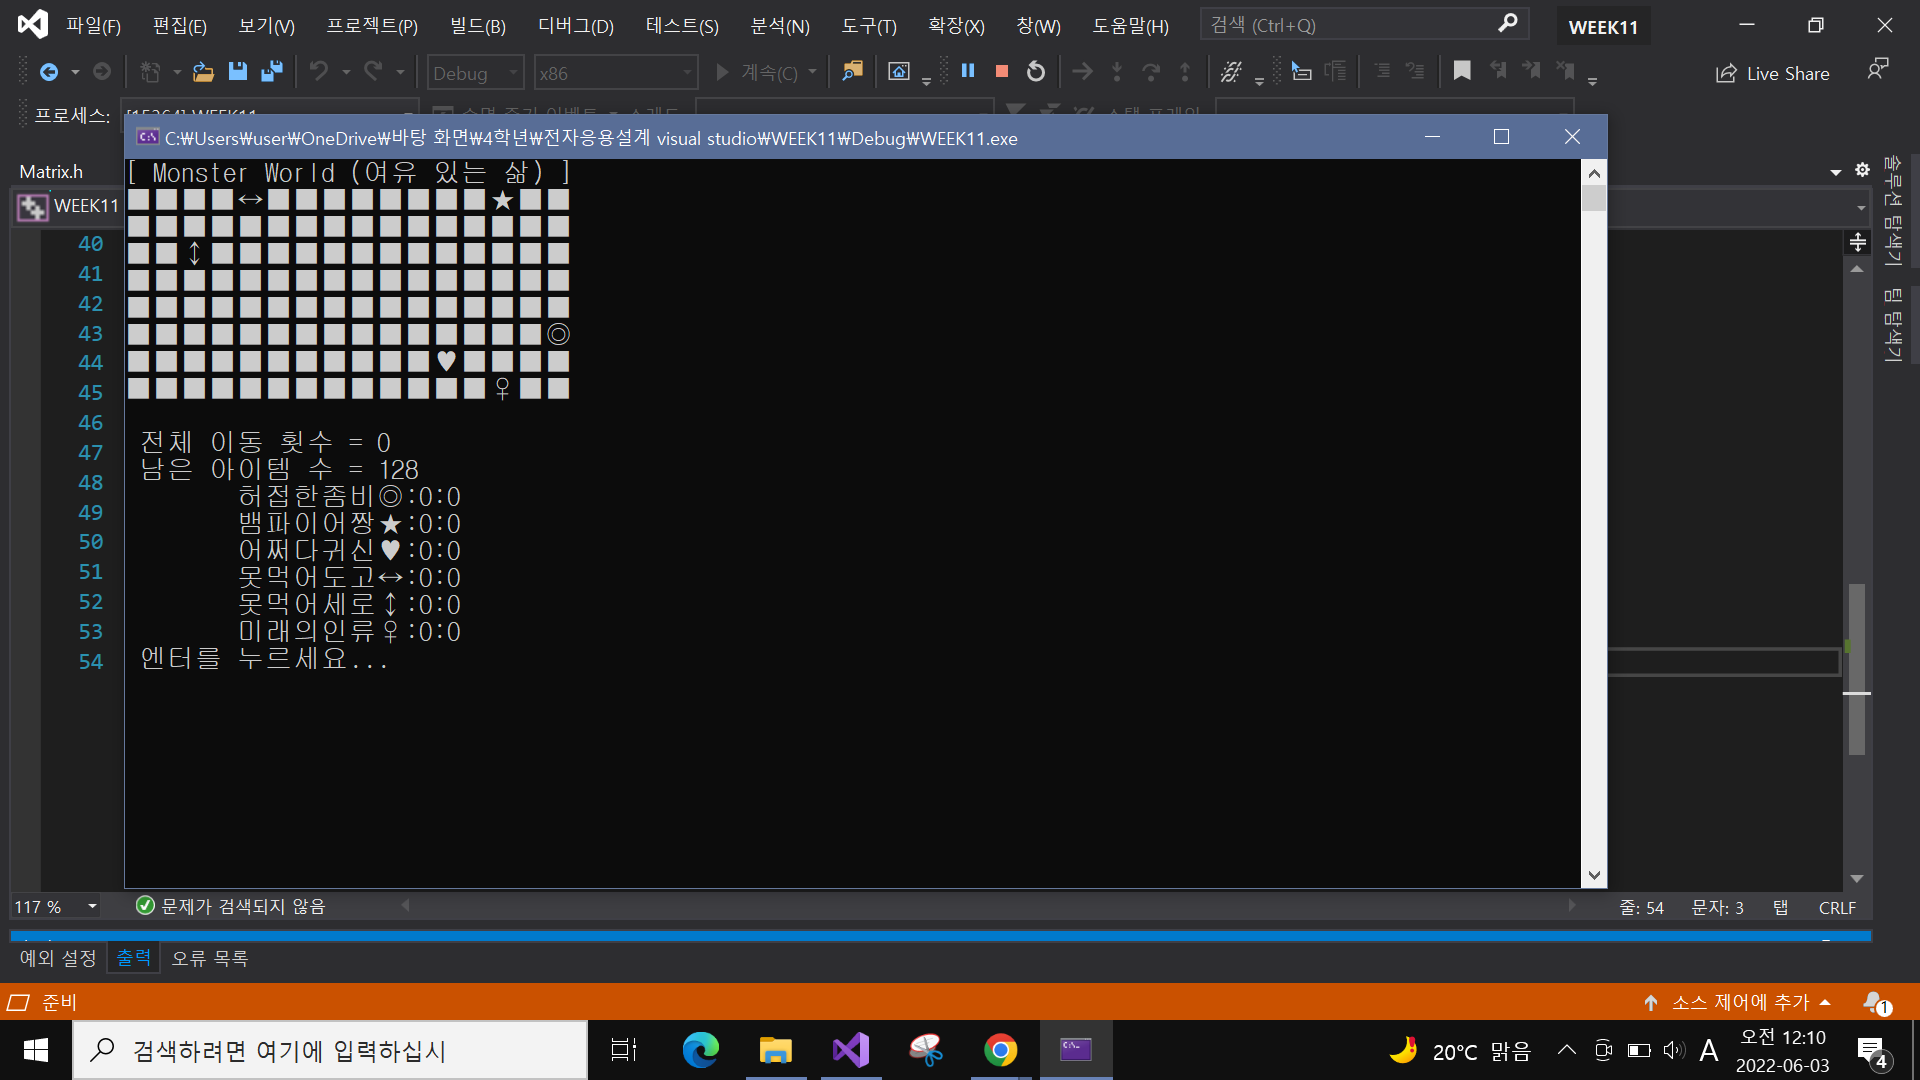 파일(F) 편집(E) 보기(V) 프로젝트(P) 빌드(B) 디버그(D) 테스트(S) 분석(N) 도구(T) 확장(X) 창(W) 도움말(H) 검색 (Ctrl+Q) WEEK11
Debug x86 계속(C) Live Share
프로세스: [15264] WEEK11
C:₩Users₩user₩OneDrive₩바탕 화면₩4학년₩전자응용설계 visual studio₩WEEK11₩Debug₩WEEK11.exe
Matrix.h
WEEK11
[ Monster World (여유 있는 삶) ]
■■■■↔■■■■■■■■★■■
■■■■■■■■■■■■■■■■
■■↕■■■■■■■■■■■■■
■■■■■■■■■■■■■■■■
■■■■■■■■■■■■■■■■
■■■■■■■■■■■■■■■◎
■■■■■■■■■■■♥■■■■
■■■■■■■■■■■■■♀■■
전체 이동 횟수 = 0
남은 아이템 수 = 128
허접한좀비◎:0:0
뱀파이어짱★:0:0
어쩌다귀신♥:0:0
못먹어도고↔:0:0
못먹어세로↕:0:0
미래의인류♀:0:0
엔터를 누르세요...
40
41
42
43
44
45
46
47
48
49
50
51
52
53
54
솔루션 탐색기
팀 탐색기
117 % 문제가 검색되지 않음 줄: 54 문자: 3 탭 CRLF
예외 설정 출력 오류 목록
준비 소스 제어에 추가 1
검색하려면 여기에 입력하십시 20℃ 맑음 A 오전 12:10
2022-06-03 4